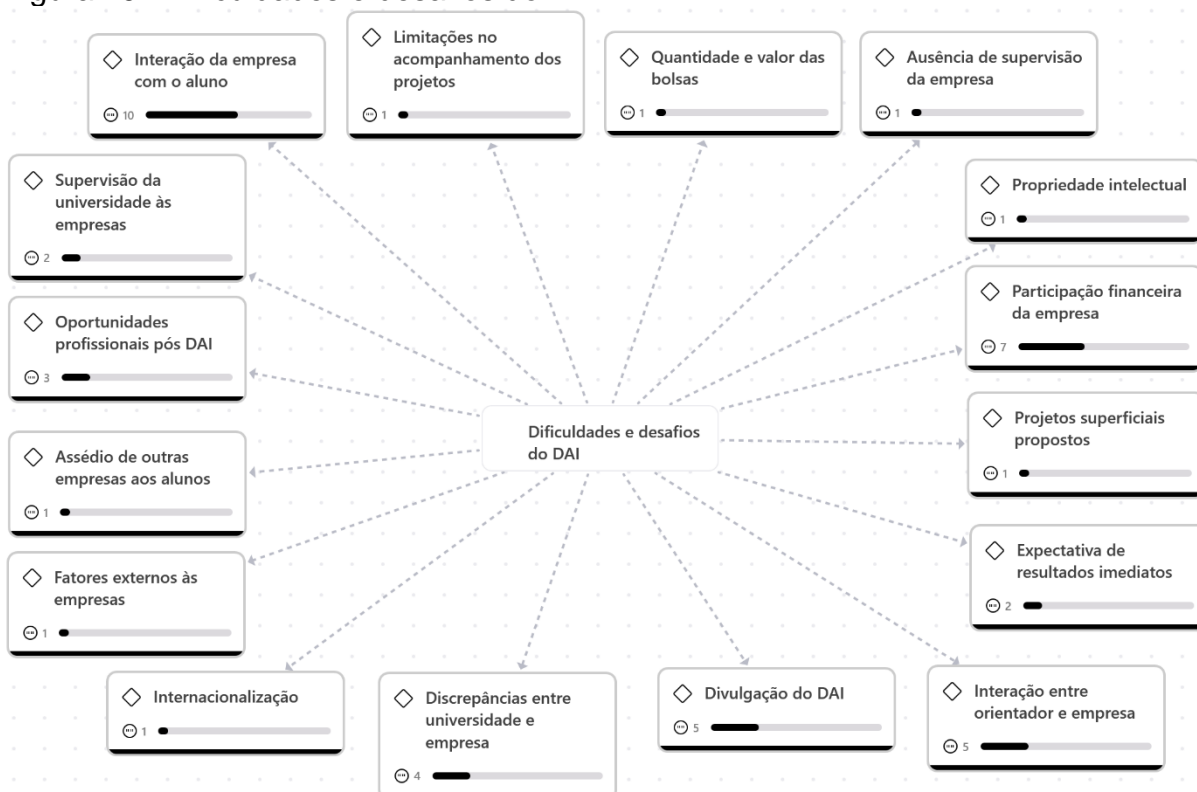 Interação da empresa
com o aluno
10
Limitações no
acompanhamento dos
projetos
1
Quantidade e valor das
bolsas
1
Ausência de supervisão
da empresa
1
Supervisão da
universidade às
empresas
2
Propriedade intelectual
1
Oportunidades
profissionais pós DAI
3
Participação financeira
da empresa
7
Dificuldades e desafios
do DAI
Projetos superficiais
propostos
1
Assédio de outras
empresas aos alunos
1
Expectativa de
resultados imediatos
2
Fatores externos às
empresas
1
Internacionalização
1
Discrepâncias entre
universidade e
empresa
4
Divulgação do DAI
5
Interação entre
orientador e empresa
5